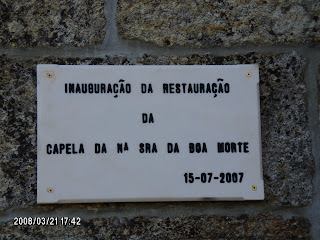 INAUGURAÇÃO DA RESTAURAÇÃO
DA
CAPELA DA Nª SRA DA BOA MORTE
15-07-2007
2008/03/21 17:42